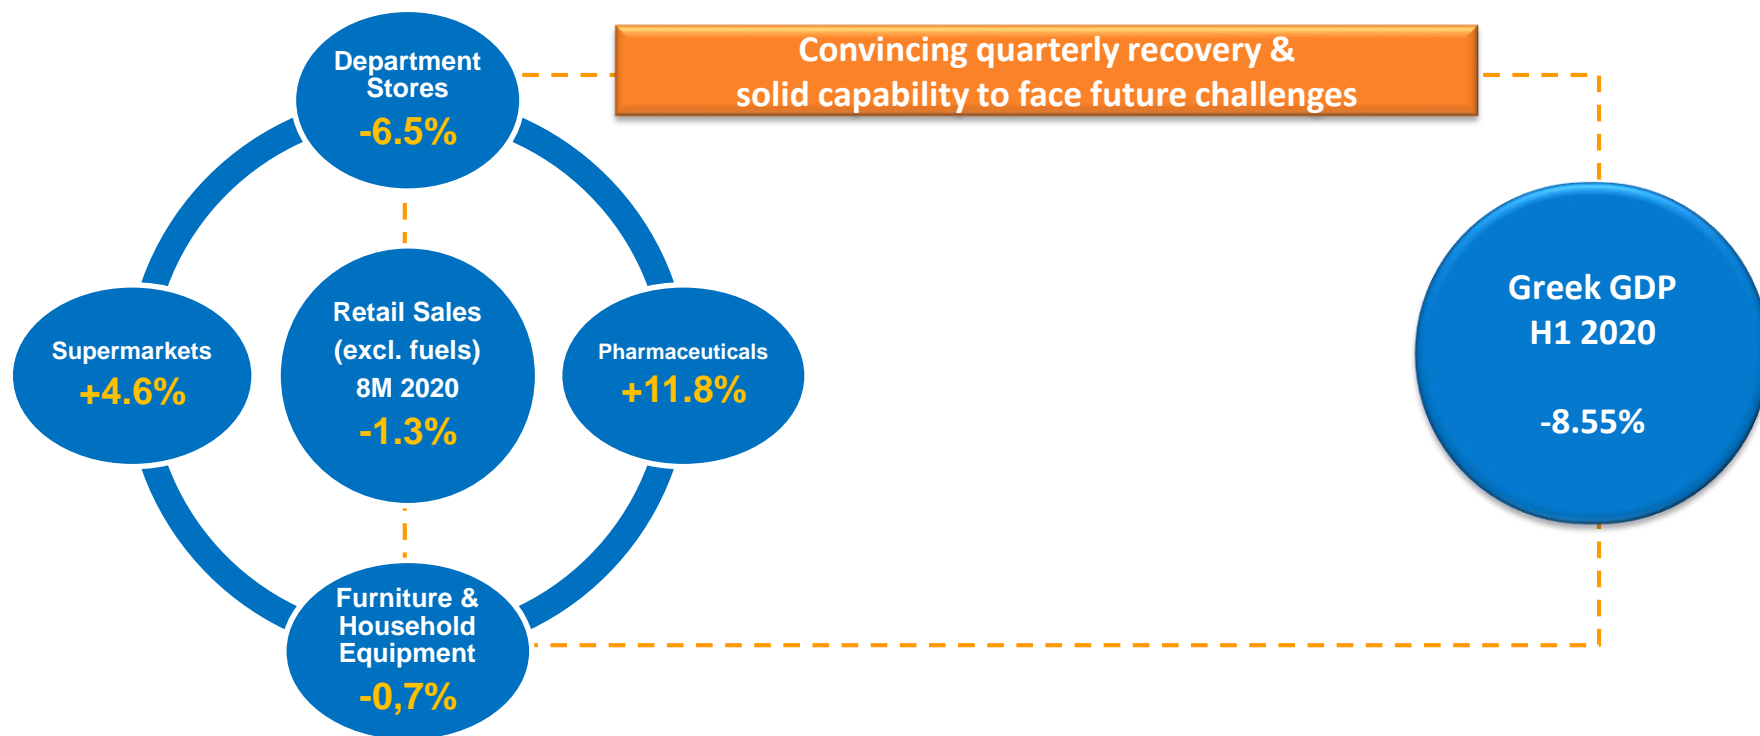 Department
Stores
-6.5%
Convincing quarterly recovery &
solid capability to face future challenges
Supermarkets
+4.6%
Retail Sales
(excl. fuels)
8M 2020
-1.3%
Pharmaceuticals
+11.8%
Greek GDP
H1 2020
-8.55%
Furniture &
Household
Equipment
-0,7%